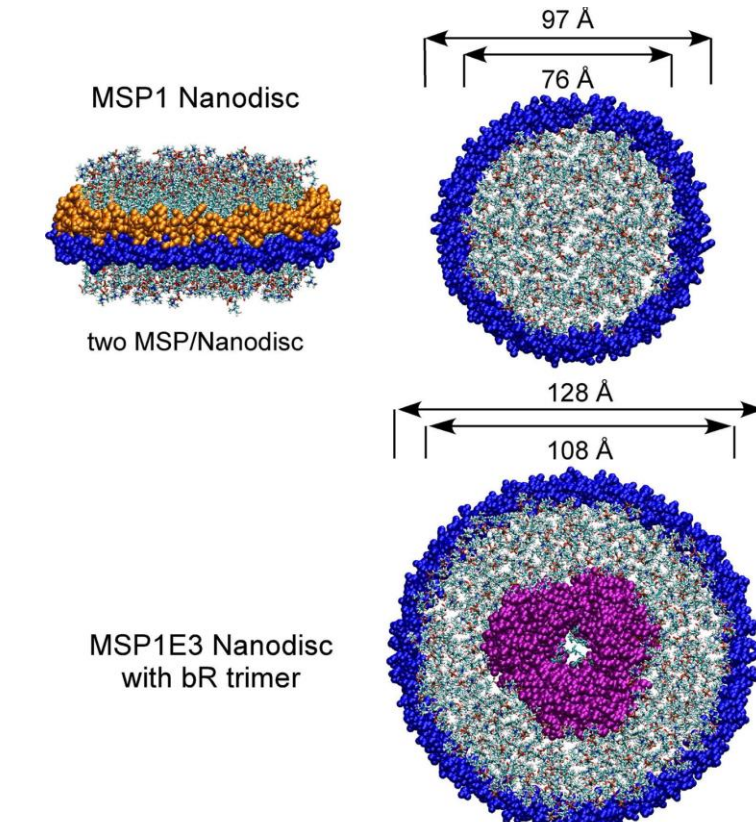 97 Å
76 Å
MSP1 Nanodisc
two MSP/Nanodisc
128 Å
108 Å
MSP1E3 Nanodisc
with bR trimer